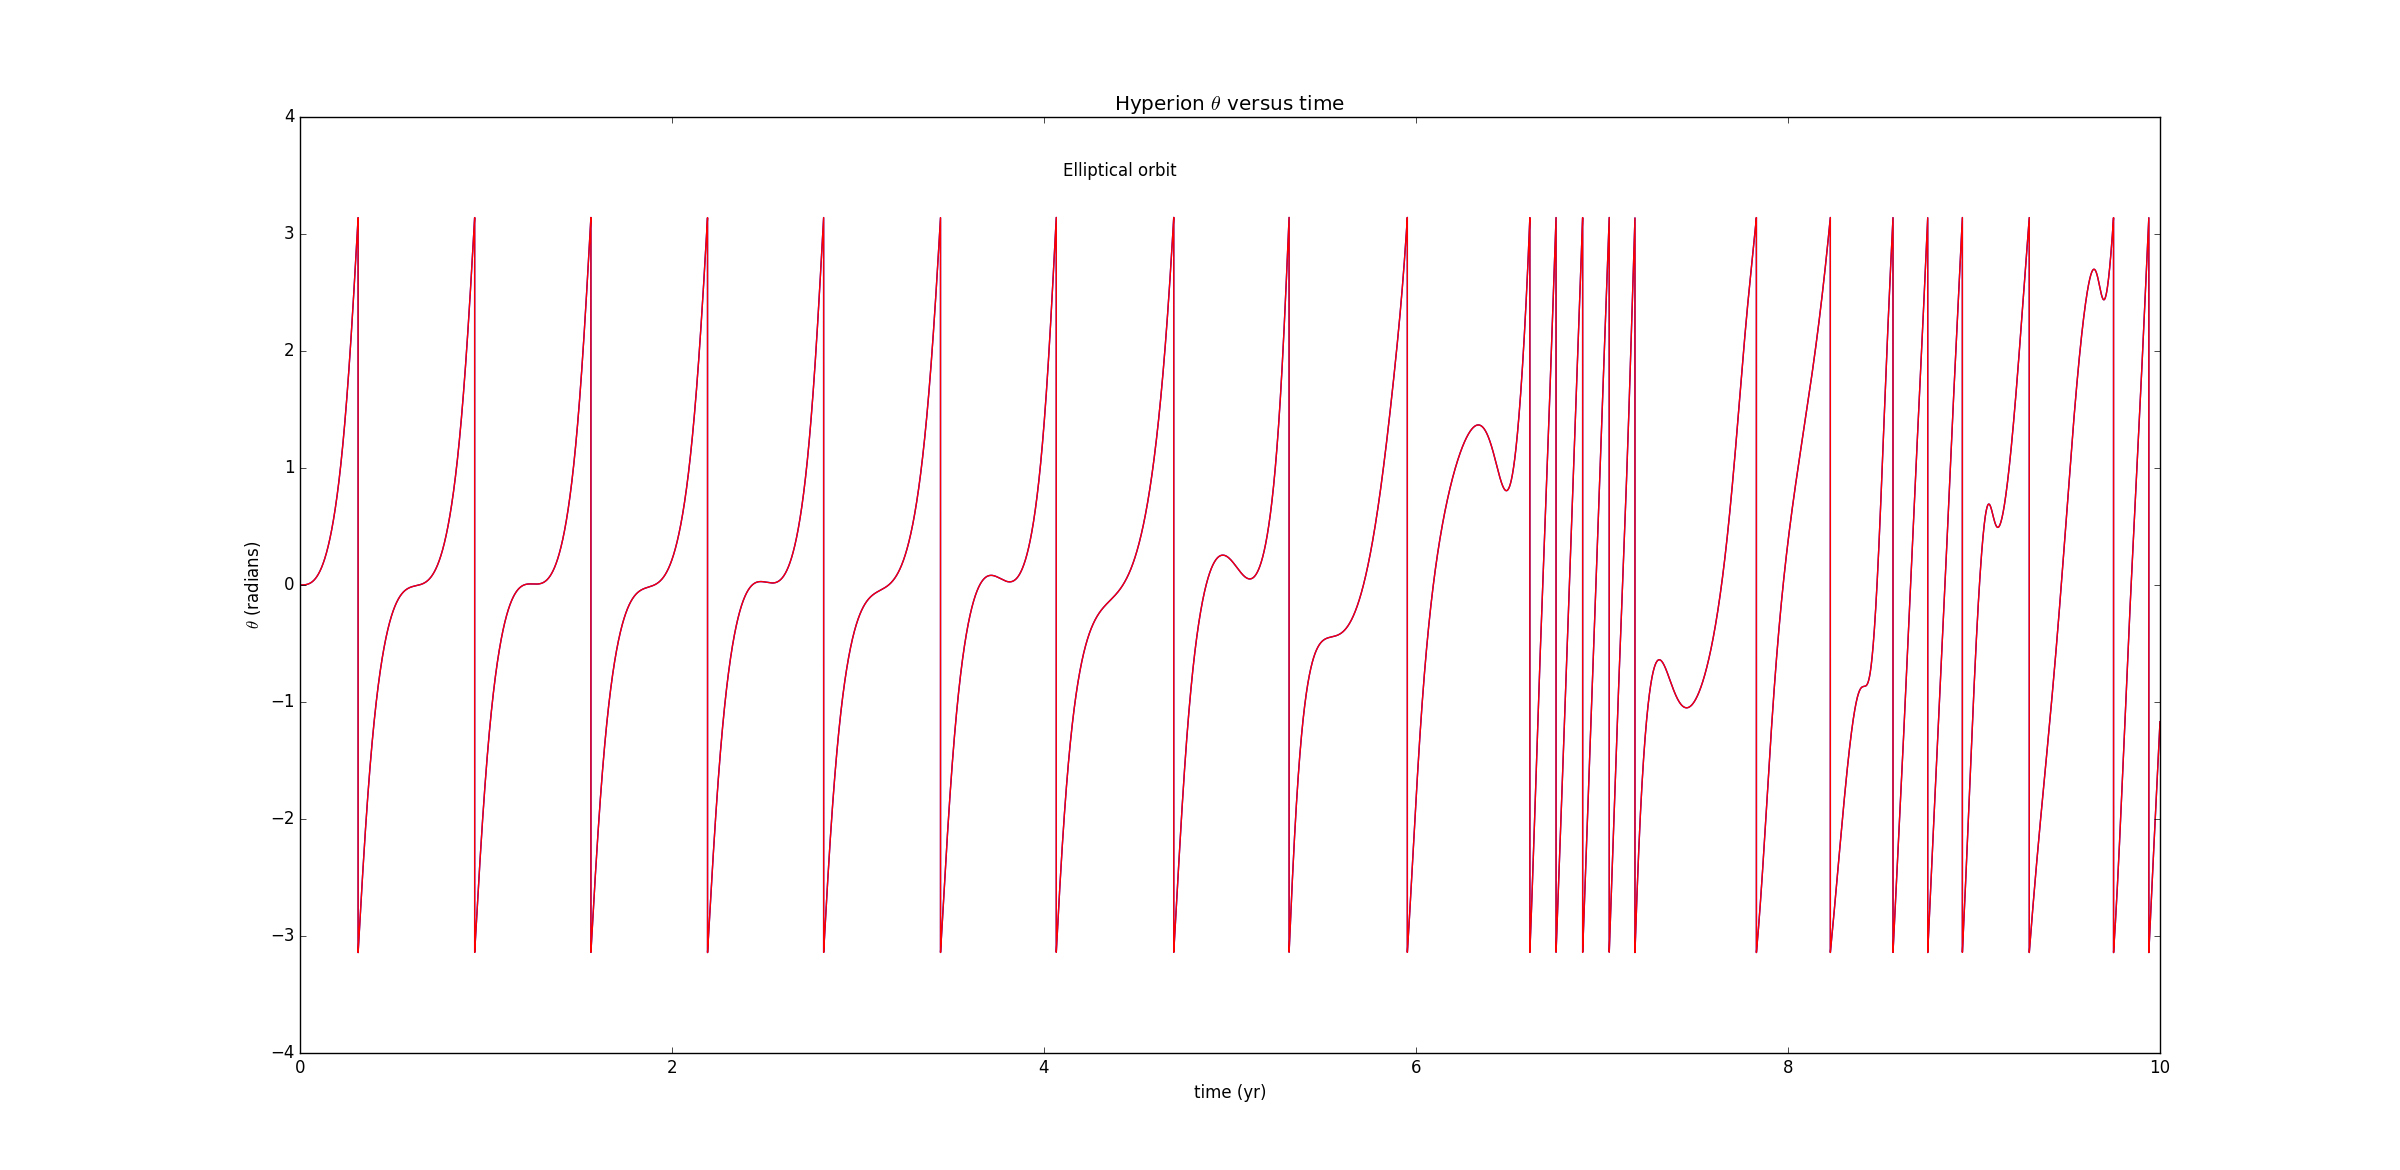 Hyperion θ versus time
Elliptical orbit
4
3
2
1
0
−1
−2
−3
−4
θ (radians)
0 2 4 6 8 10
time (yr)